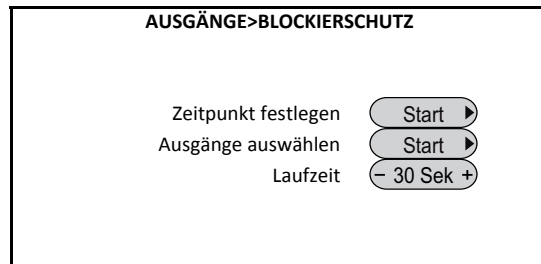 AUSGÄNGE>BLOCKIERSCHUTZ
Zeitpunkt festlegen Start
Ausgänge auswählen Start
Laufzeit − 30 Sek +